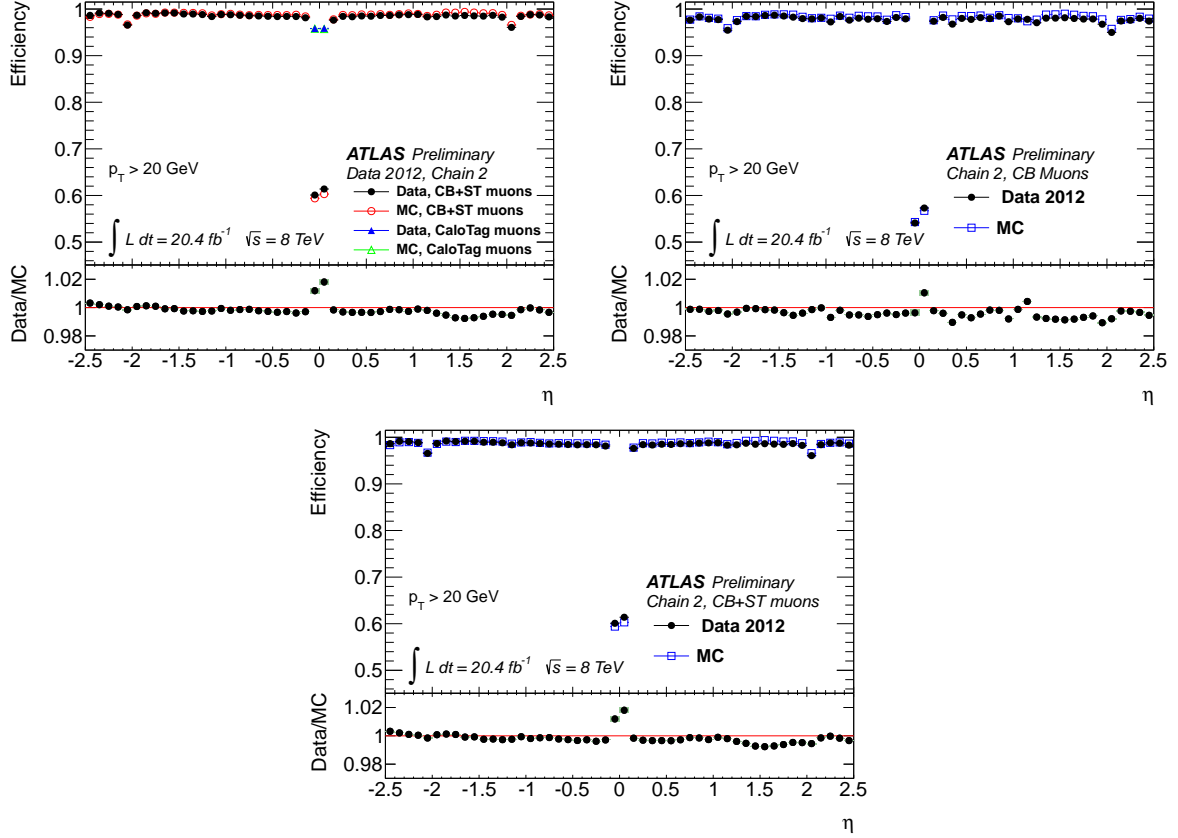 Efficiency
1
0.9
0.8
0.7
0.6
0.5
p_T > 20 GeV
ATLAS Preliminary
Data 2012, Chain 2
Data, CB+ST muons
MC, CB+ST muons
Data, CaloTag muons
MC, CaloTag muons
∫ L dt = 20.4 fb⁻¹ √s = 8 TeV
Data/MC
1.02
1
0.98
-2.5 -2 -1.5 -1 -0.5 0 0.5 1 1.5 2 2.5
η
Efficiency
1
0.9
0.8
0.7
0.6
0.5
p_T > 20 GeV
ATLAS Preliminary
Chain 2, CB Muons
Data 2012
MC
∫ L dt = 20.4 fb⁻¹ √s = 8 TeV
Data/MC
1.02
1
0.98
-2.5 -2 -1.5 -1 -0.5 0 0.5 1 1.5 2 2.5
η
Efficiency
1
0.9
0.8
0.7
0.6
0.5
p_T > 20 GeV
ATLAS Preliminary
Chain 2, CB+ST muons
Data 2012
MC
∫ L dt = 20.4 fb⁻¹ √s = 8 TeV
Data/MC
1.02
1
0.98
-2.5 -2 -1.5 -1 -0.5 0 0.5 1 1.5 2 2.5
η